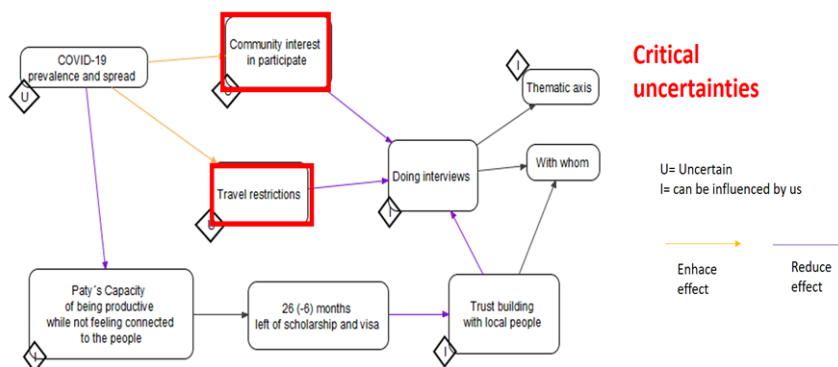 COVID-19
prevalence and spread
U
Community interest
in participate
U
I
Thematic axis
Critical
uncertainties
Travel restrictions
U
Doing interviews
I
With whom
U= Uncertain
I= can be influenced by us
Enhace
effect
Reduce
effect
Paty´s Capacity
of being productive
while not feeling connected
to the people
I
26 (-6) months
left of scholarship and visa
Trust building
with local people
I